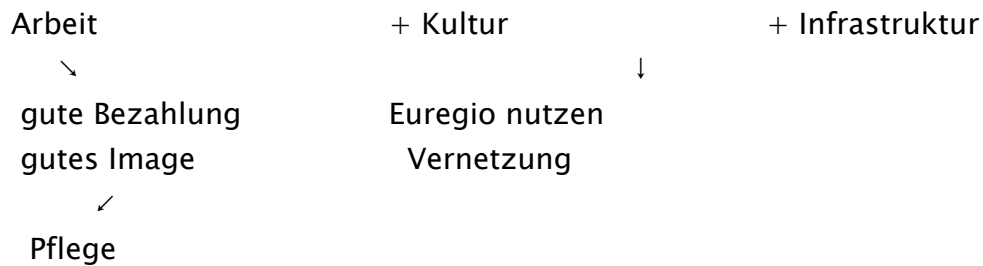 Arbeit + Kultur + Infrastruktur
↘ ↓
gute Bezahlung Euregio nutzen
gutes Image Vernetzung
↙
Pflege